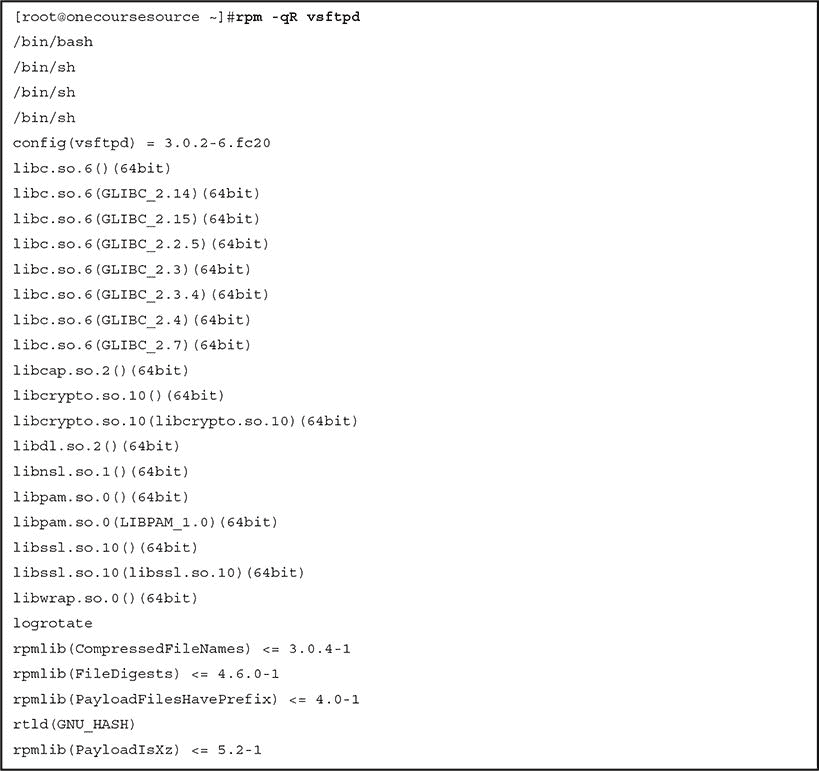 [root@onecoursesource ~]#rpm -qR vsftpd
/bin/bash
/bin/sh
/bin/sh
/bin/sh
config(vsftpd) = 3.0.2-6.fc20
libc.so.6()(64bit)
libc.so.6(GLIBC_2.14)(64bit)
libc.so.6(GLIBC_2.15)(64bit)
libc.so.6(GLIBC_2.2.5)(64bit)
libc.so.6(GLIBC_2.3)(64bit)
libc.so.6(GLIBC_2.3.4)(64bit)
libc.so.6(GLIBC_2.4)(64bit)
libc.so.6(GLIBC_2.7)(64bit)
libcap.so.2()(64bit)
libcrypto.so.10()(64bit)
libcrypto.so.10(libcrypto.so.10)(64bit)
libdl.so.2()(64bit)
libnsl.so.1()(64bit)
libpam.so.0()(64bit)
libpam.so.0(LIBPAM_1.0)(64bit)
libssl.so.10()(64bit)
libssl.so.10(libssl.so.10)(64bit)
libwrap.so.0()(64bit)
logrotate
rpmlib(CompressedFileNames) <= 3.0.4-1
rpmlib(FileDigests) <= 4.6.0-1
rpmlib(PayloadFilesHavePrefix) <= 4.0-1
rtld(GNU_HASH)
rpmlib(PayloadIsXz) <= 5.2-1